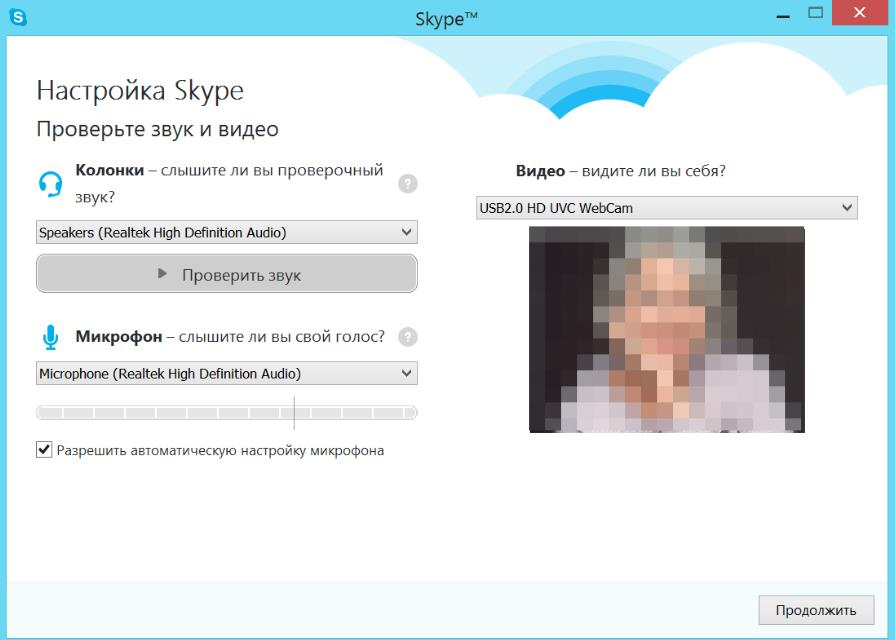 Skype™
Настройка Skype
Проверьте звук и видео
Колонки – слышите ли вы проверочный
звук?
?
Speakers (Realtek High Definition Audio)
Проверить звук
Микрофон – слышите ли вы свой голос?
?
Microphone (Realtek High Definition Audio)
Разрешить автоматическую настройку микрофона
Видео – видите ли вы себя?
USB2.0 HD UVC WebCam
Продолжить